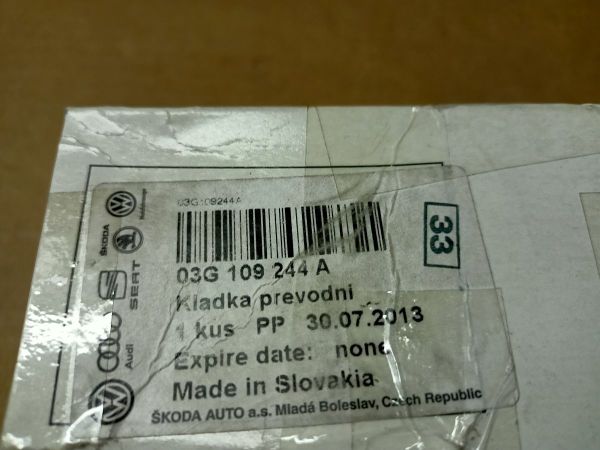 03G109244A
03G 109 244 A
Kladka prevodni
1 kus PP 30.07.2013
Expire date: none
Made in Slovakia
ŠKODA AUTO a.s. Mladá Boleslav, Czech Republic
33
ŠKODA
SEAT
Audi